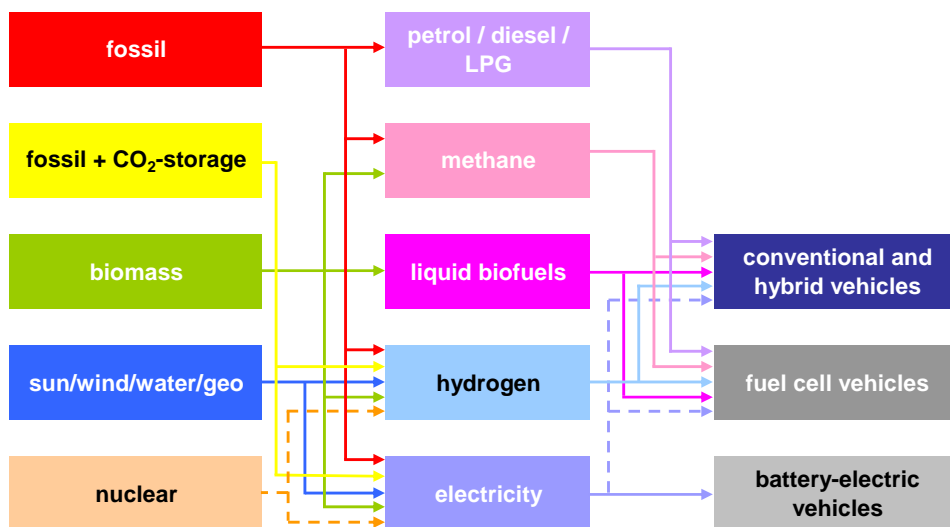 fossil
fossil + CO₂-storage
biomass
sun/wind/water/geo
nuclear
petrol / diesel /
LPG
methane
liquid biofuels
hydrogen
electricity
conventional and
hybrid vehicles
fuel cell vehicles
battery-electric
vehicles